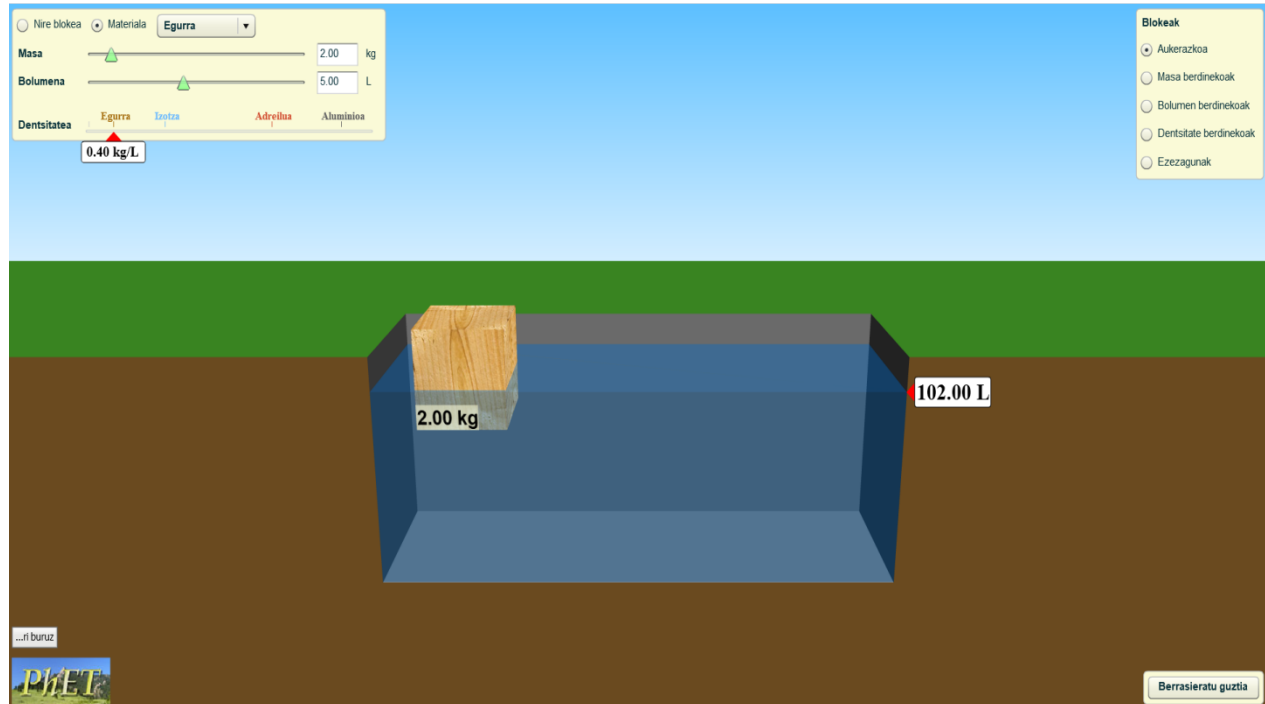 Nire blokea Materiala Egurra
Masa 2.00 kg
Bolumena 5.00 L
Dentsitatea Egurra Izotza Adreilua Aluminioa
0.40 kg/L
Blokeak
Aukerazkoa
Masa berdinekoak
Bolumen berdinekoak
Dentsitate berdinekoak
Ezezagunak
2.00 kg
102.00 L
...ri buruz
PhET
Berrasieratu guztia